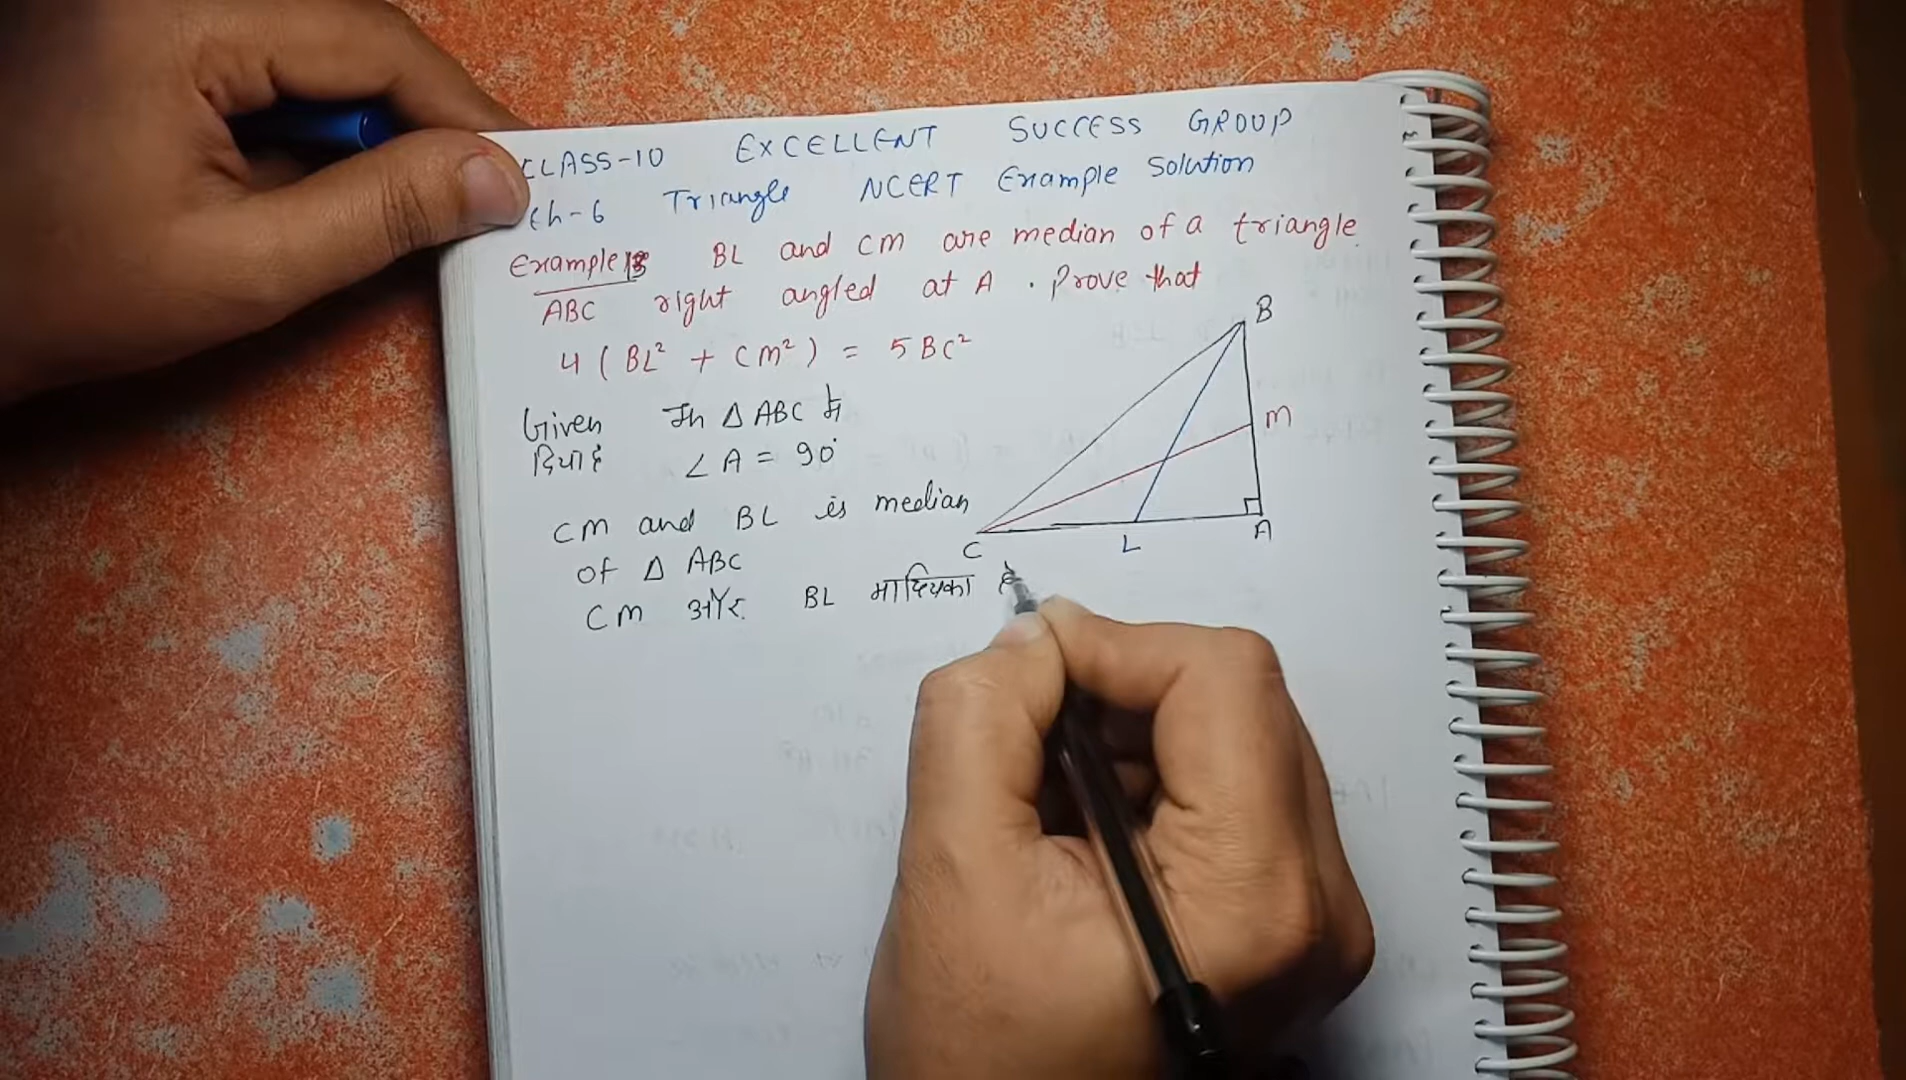 CLASS-10 EXCELLENT SUCCESS GROUP
Ch-6 Triangle NCERT Example Solution
Example 13 BL and CM are median of a triangle
ABC right angled at A . Prove that
4 ( BL² + CM² ) = 5 BC²
Given In Δ ABC में
दिया है ∠ A = 90°
CM and BL is median
of Δ ABC
CM और BL माध्यिका है
B
M
A
L
C